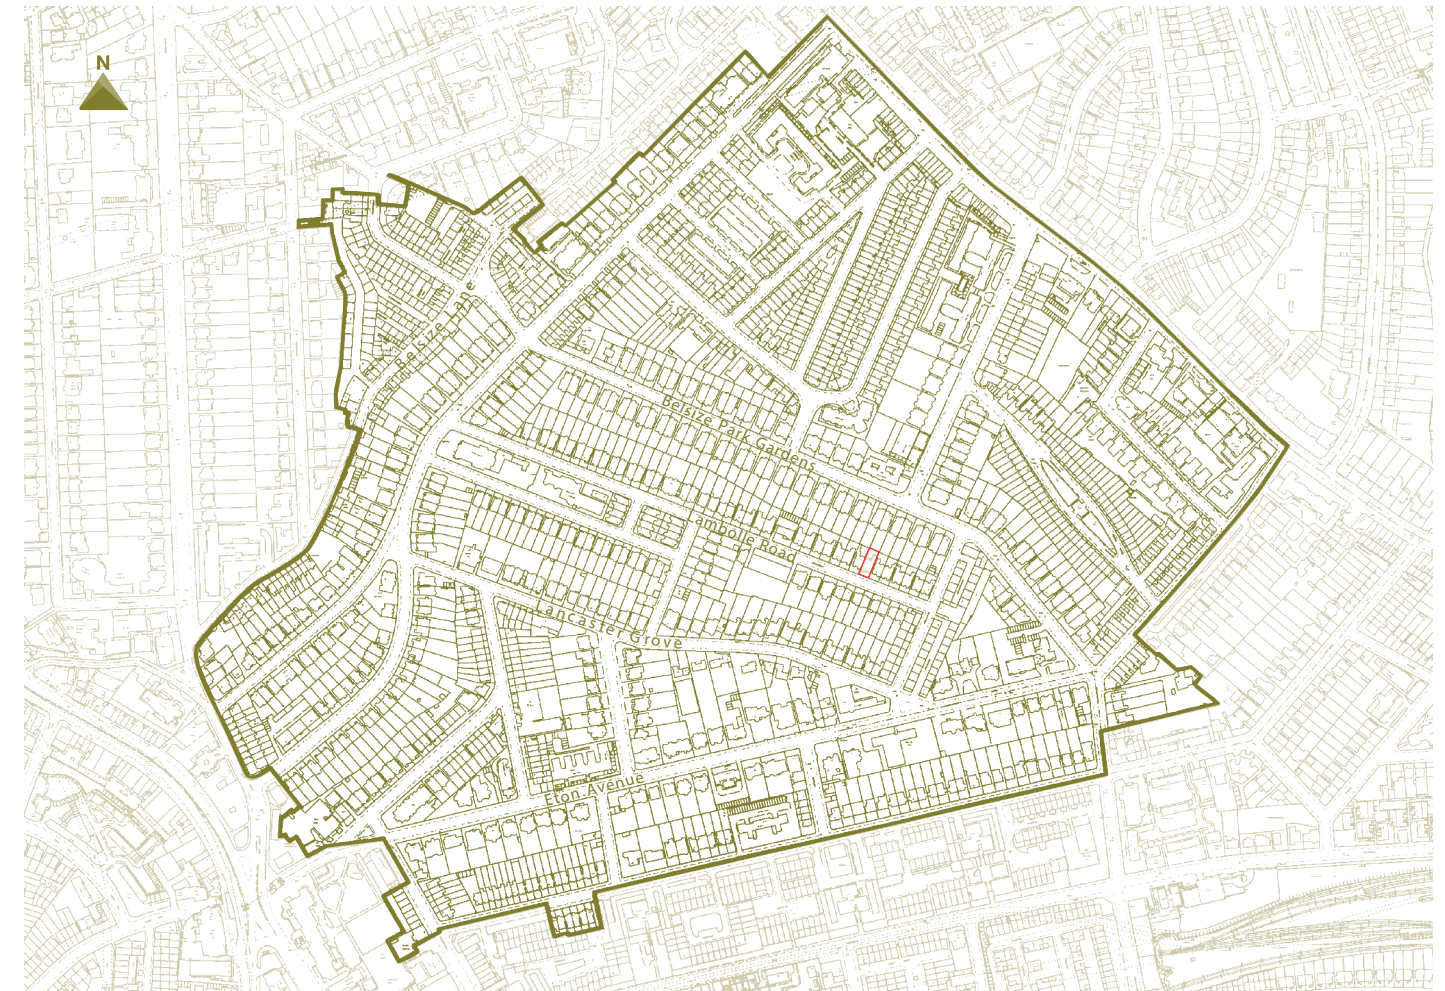 N
Belsize Lane
Belsize Park Gardens
Lambolle Road
Lancaster Grove
Eton Avenue